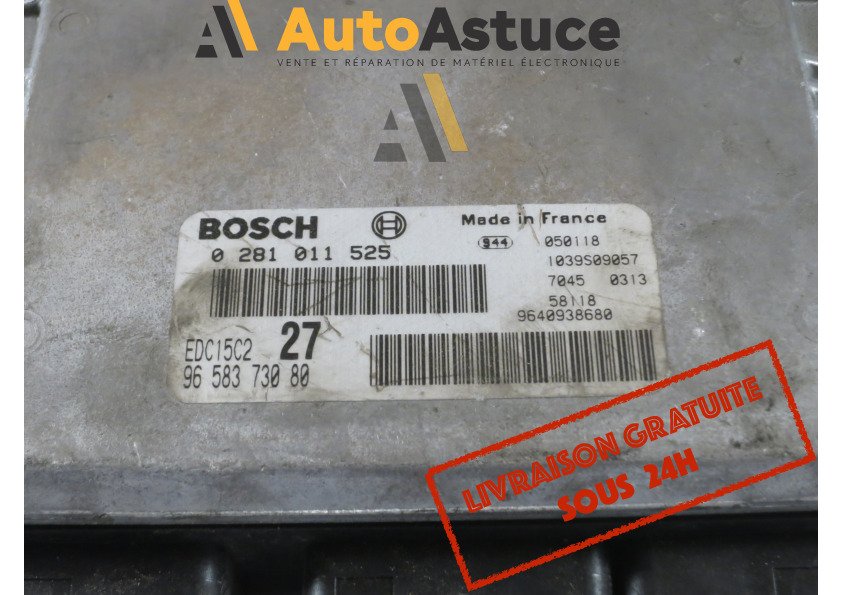 AutoAstuce
VENTE ET RÉPARATION DE MATÉRIEL ÉLECTRONIQUE
BOSCH
Made in France
0 281 011 525
944
050118
1039S09057
7045 0313
58118
9640938680
EDC15C2 27
96 583 730 80
LIVRAISON GRATUITE
SOUS 24H